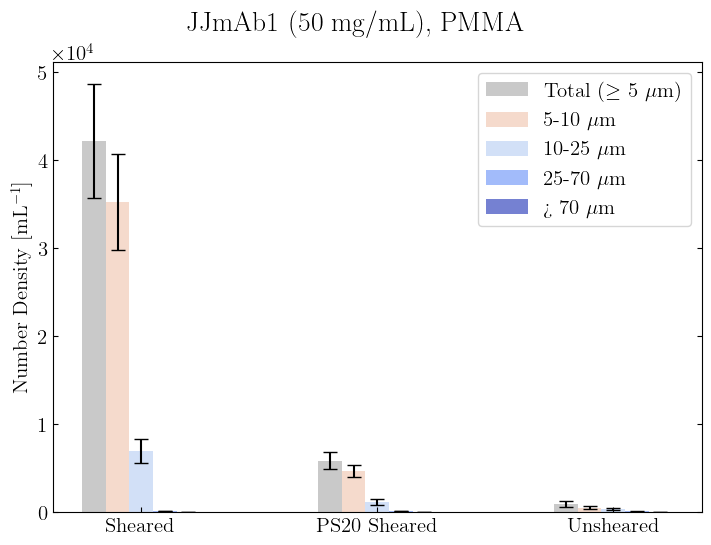 JJmAb1 (50 mg/mL), PMMA
×10⁴
5
4
3
2
1
0
Number Density [mL⁻¹]
Total (≥ 5 μm)
5-10 μm
10-25 μm
25-70 μm
¿ 70 μm
Sheared
PS20 Sheared
Unsheared